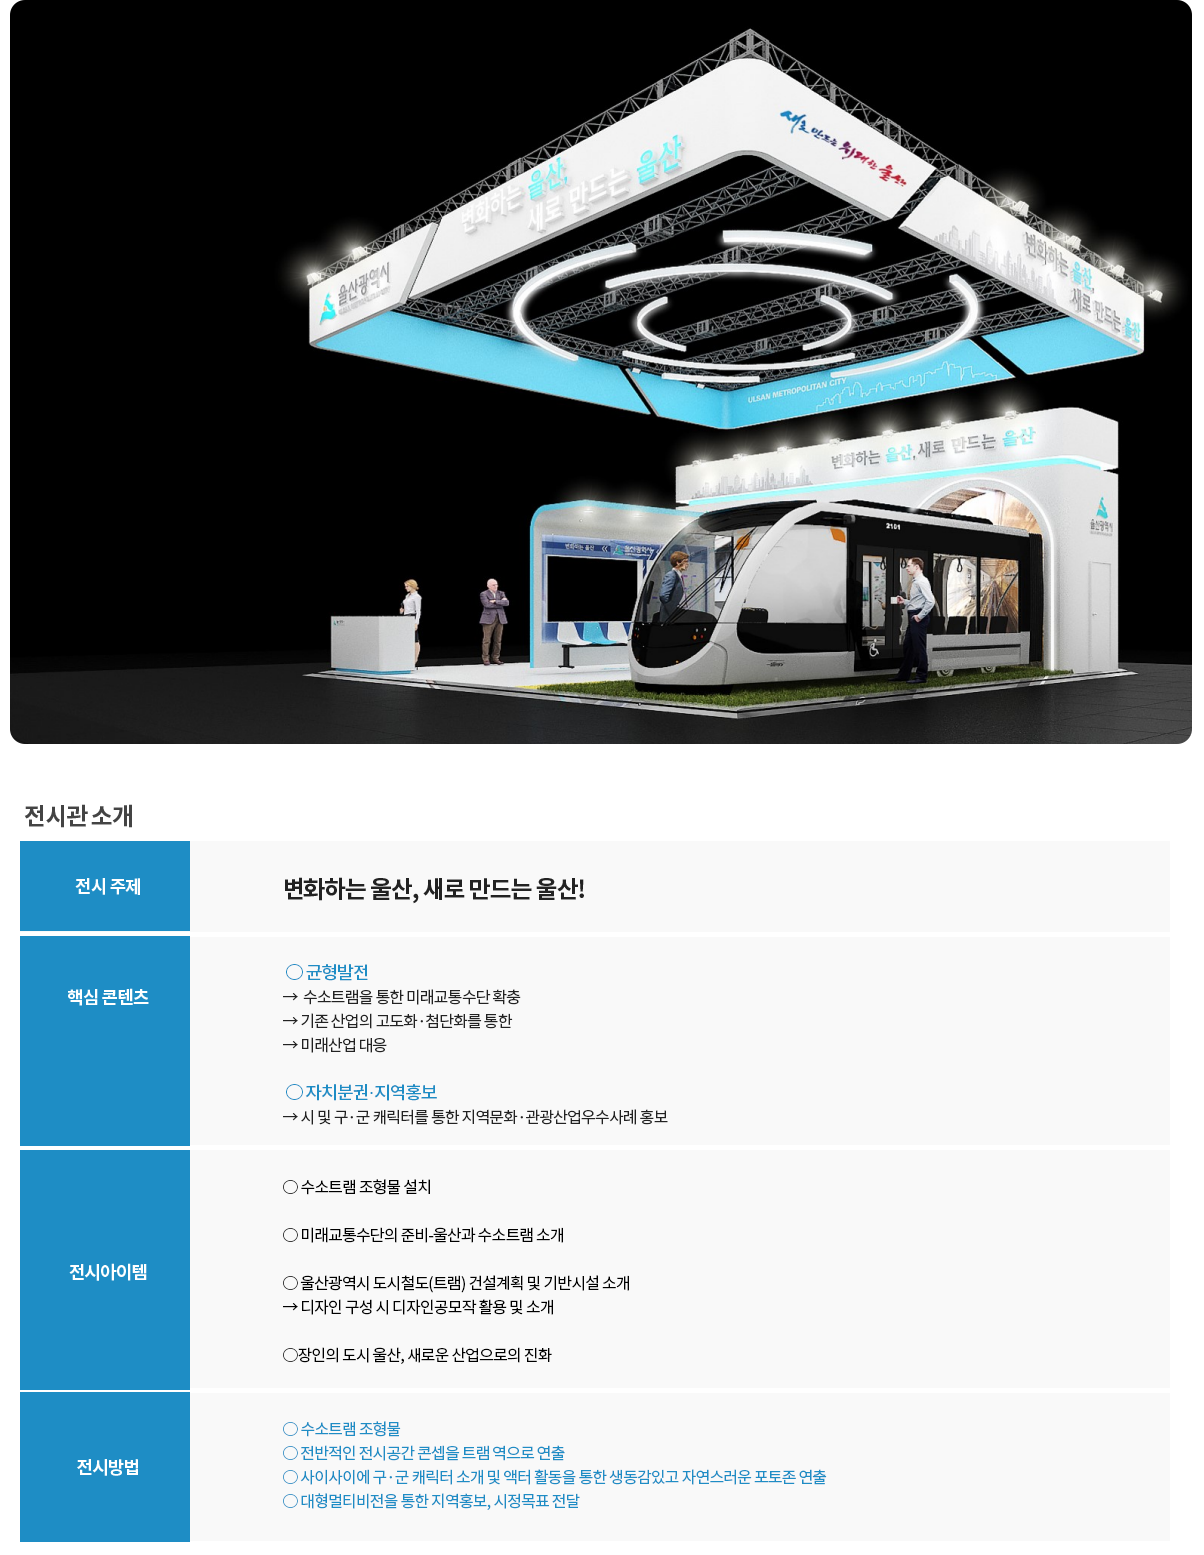 새로 만드는 위대한 울산
변화하는 울산,
새로 만드는 울산
울산광역시
변화하는 울산,
새로 만드는 울산
ULSAN METROPOLITAN CITY
변화하는 울산, 새로 만드는 울산
울산광역시
2101
변화하는 울산 울산광역시
전시관 소개
전시 주제
변화하는 울산, 새로 만드는 울산!
핵심 콘텐츠
○ 균형발전
→ 수소트램을 통한 미래교통수단 확충
→ 기존 산업의 고도화·첨단화를 통한
→ 미래산업 대응
○ 자치분권·지역홍보
→ 시 및 구·군 캐릭터를 통한 지역문화·관광산업우수사례 홍보
전시아이템
○ 수소트램 조형물 설치
○ 미래교통수단의 준비-울산과 수소트램 소개
○ 울산광역시 도시철도(트램) 건설계획 및 기반시설 소개
→ 디자인 구성 시 디자인공모작 활용 및 소개
○장인의 도시 울산, 새로운 산업으로의 진화
전시방법
○ 수소트램 조형물
○ 전반적인 전시공간 콘셉을 트램 역으로 연출
○ 사이사이에 구·군 캐릭터 소개 및 액터 활동을 통한 생동감있고 자연스러운 포토존 연출
○ 대형멀티비전을 통한 지역홍보, 시정목표 전달